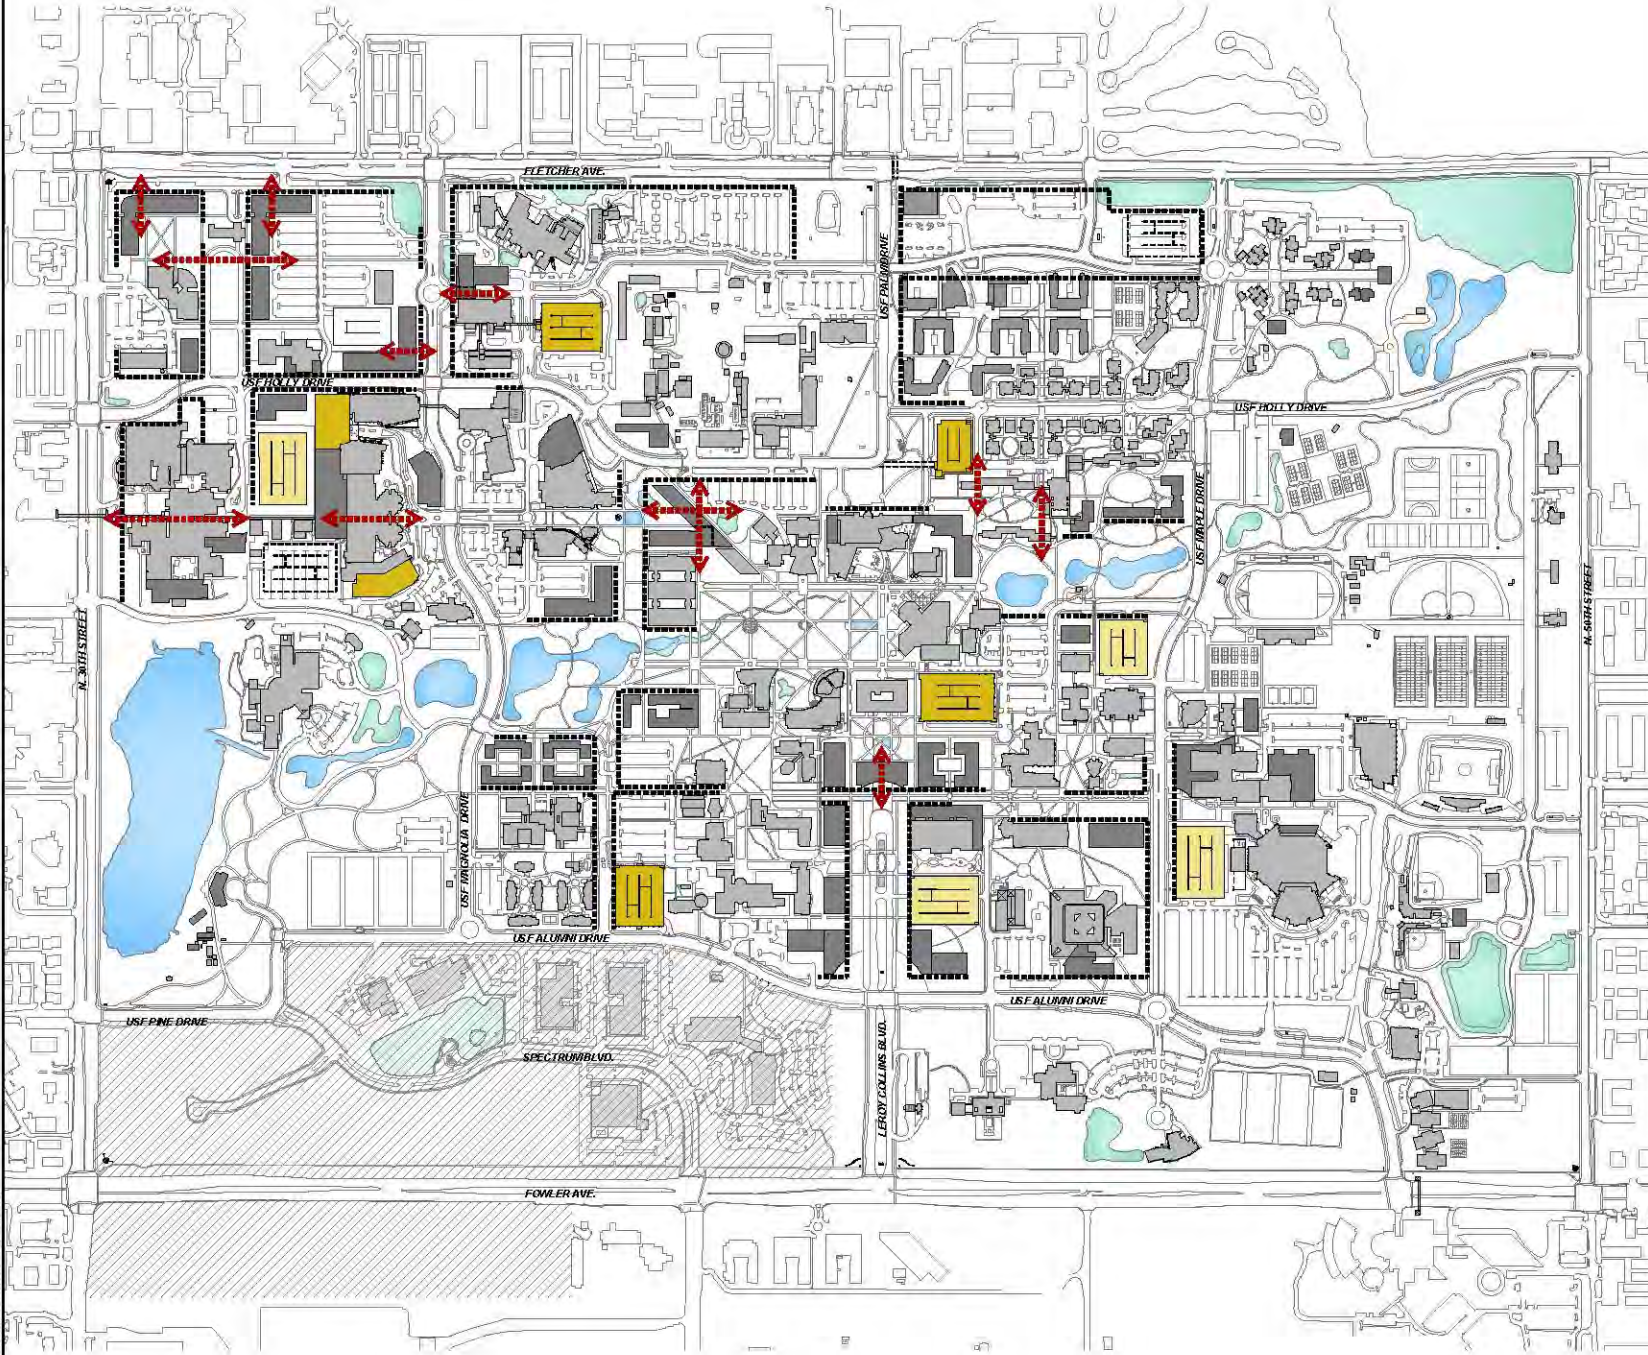 FLETCHER AVE.
USF PALM DRIVE
USF HOLLY DRIVE
USF HOLLY DRIVE
USF MAPLE DRIVE
N. 30TH STREET
N. 50TH STREET
USF MAGNOLIA DRIVE
USF ALUMNI DRIVE
USF ALUMNI DRIVE
USF PINE DRIVE
SPECTRUM BLVD.
LEROY COLLINS BLVD.
FOWLER AVE.